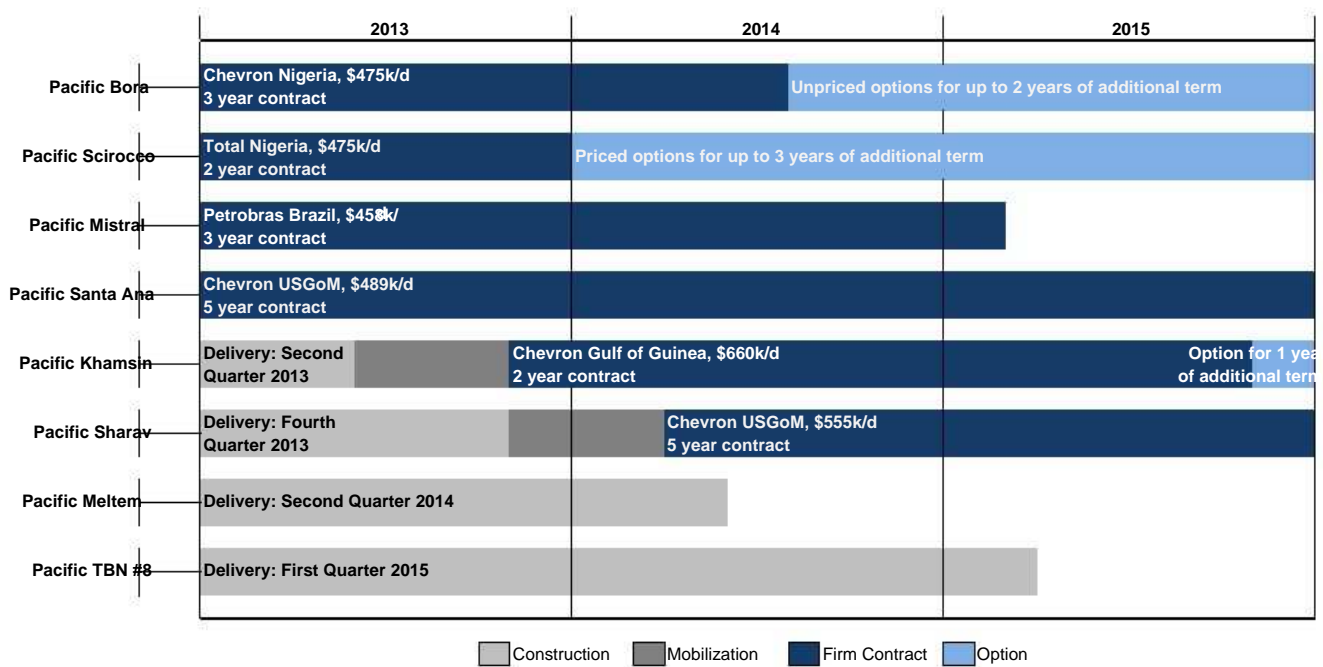 2013 2014 2015
Pacific Bora
Chevron Nigeria, $475k/d
3 year contract
Unpriced options for up to 2 years of additional term
Pacific Scirocco
Total Nigeria, $475k/d
2 year contract
Priced options for up to 3 years of additional term
Pacific Mistral
Petrobras Brazil, $458k/d
3 year contract
Pacific Santa Ana
Chevron USGoM, $489k/d
5 year contract
Pacific Khamsin
Delivery: Second
Quarter 2013
Chevron Gulf of Guinea, $660k/d
2 year contract
Option for 1 yea
of additional term
Pacific Sharav
Delivery: Fourth
Quarter 2013
Chevron USGoM, $555k/d
5 year contract
Pacific Meltem
Delivery: Second Quarter 2014
Pacific TBN #8
Delivery: First Quarter 2015
Construction Mobilization Firm Contract Option